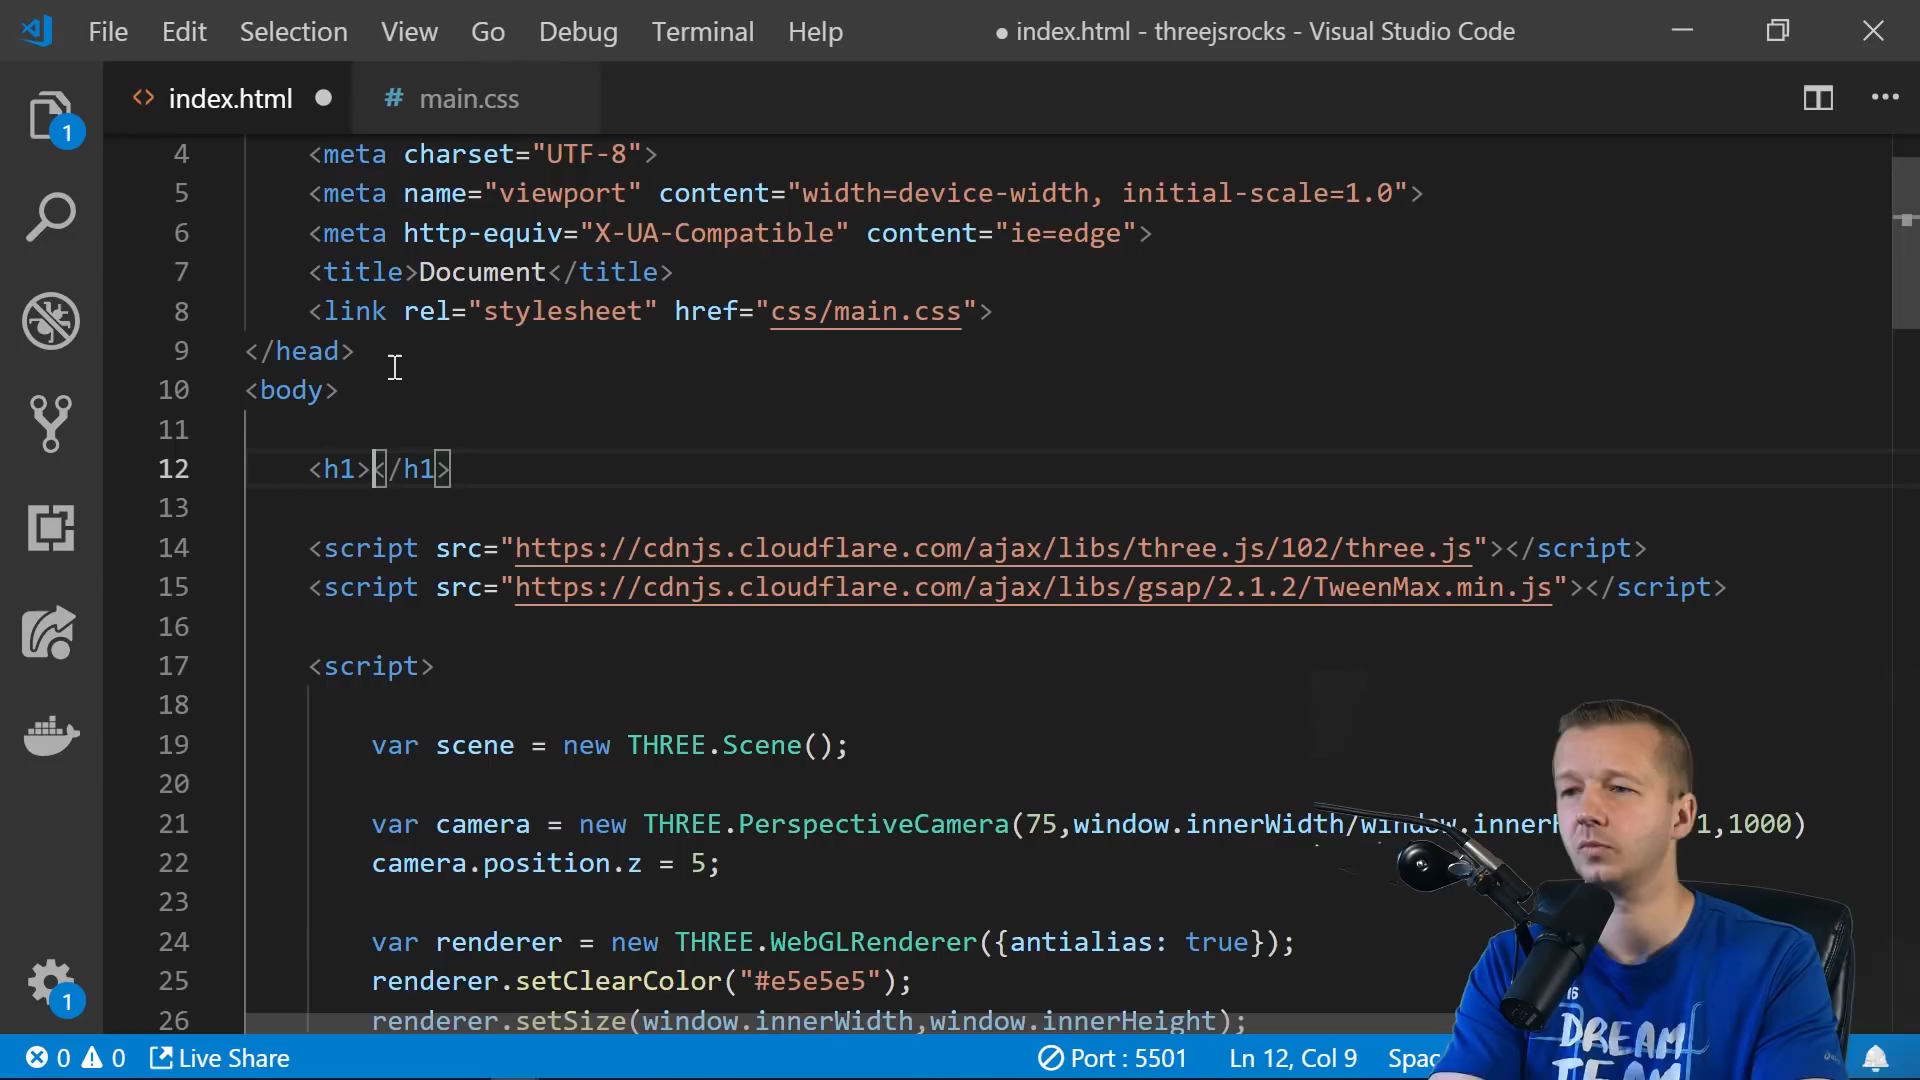 File Edit Selection View Go Debug Terminal Help ● index.html - threejsrocks - Visual Studio Code
<> index.html ● # main.css
1
4 <meta charset="UTF-8">
5 <meta name="viewport" content="width=device-width, initial-scale=1.0">
6 <meta http-equiv="X-UA-Compatible" content="ie=edge">
7 <title>Document</title>
8 <link rel="stylesheet" href="css/main.css">
9 </head>
10 <body>
11
12 <h1></h1>
13
14 <script src="https://cdnjs.cloudflare.com/ajax/libs/three.js/102/three.js"></script>
15 <script src="https://cdnjs.cloudflare.com/ajax/libs/gsap/2.1.2/TweenMax.min.js"></script>
16
17 <script>
18
19 var scene = new THREE.Scene();
20
21 var camera = new THREE.PerspectiveCamera(75,window.innerWidth/window.innerH 1,1000)
22 camera.position.z = 5;
23
24 var renderer = new THREE.WebGLRenderer({antialias: true});
25 renderer.setClearColor("#e5e5e5");
26 renderer.setSize(window.innerWidth,window.innerHeight);
1
16
DREAM
TEAM
0 0 Live Share Port : 5501 Ln 12, Col 9 Spac